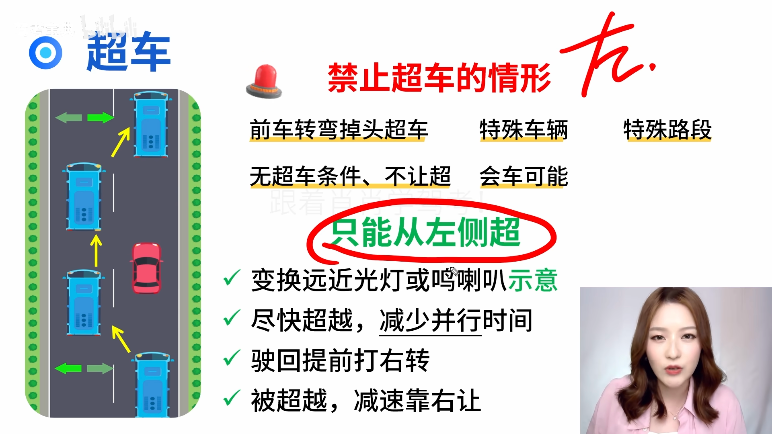 超车
禁止超车的情形
左.
前车转弯掉头超车 特殊车辆 特殊路段
无超车条件、不让超 会车可能
只能从左侧超
变换远近光灯或鸣喇叭示意
尽快超越，减少并行时间
驶回提前打右转
被超越，减速靠右让